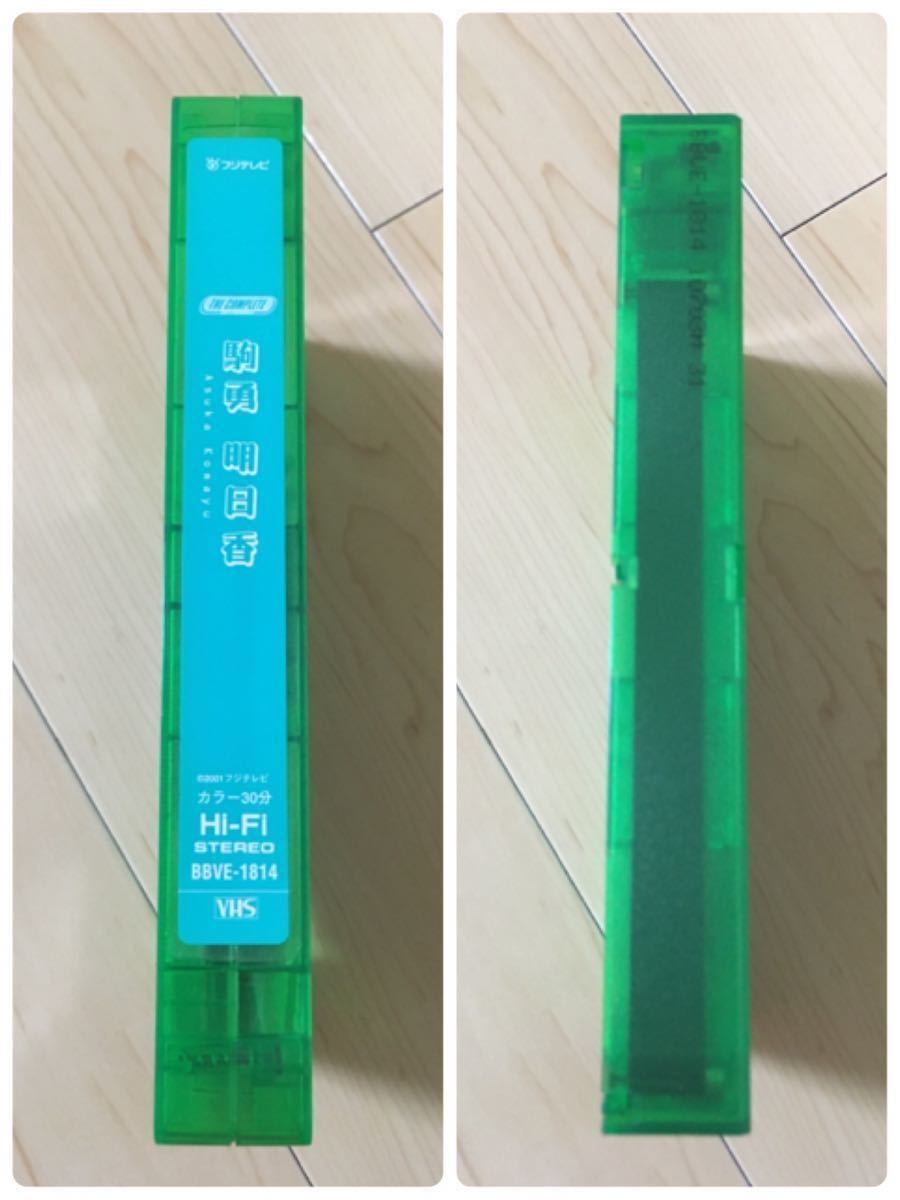 フジテレビ
THE COMPLETE
駒勇 明日香
Asuka Komayu
©2001フジテレビ
カラー30分
Hi-Fi
STEREO
BBVE-1814
VHS
BBVE-1814
31